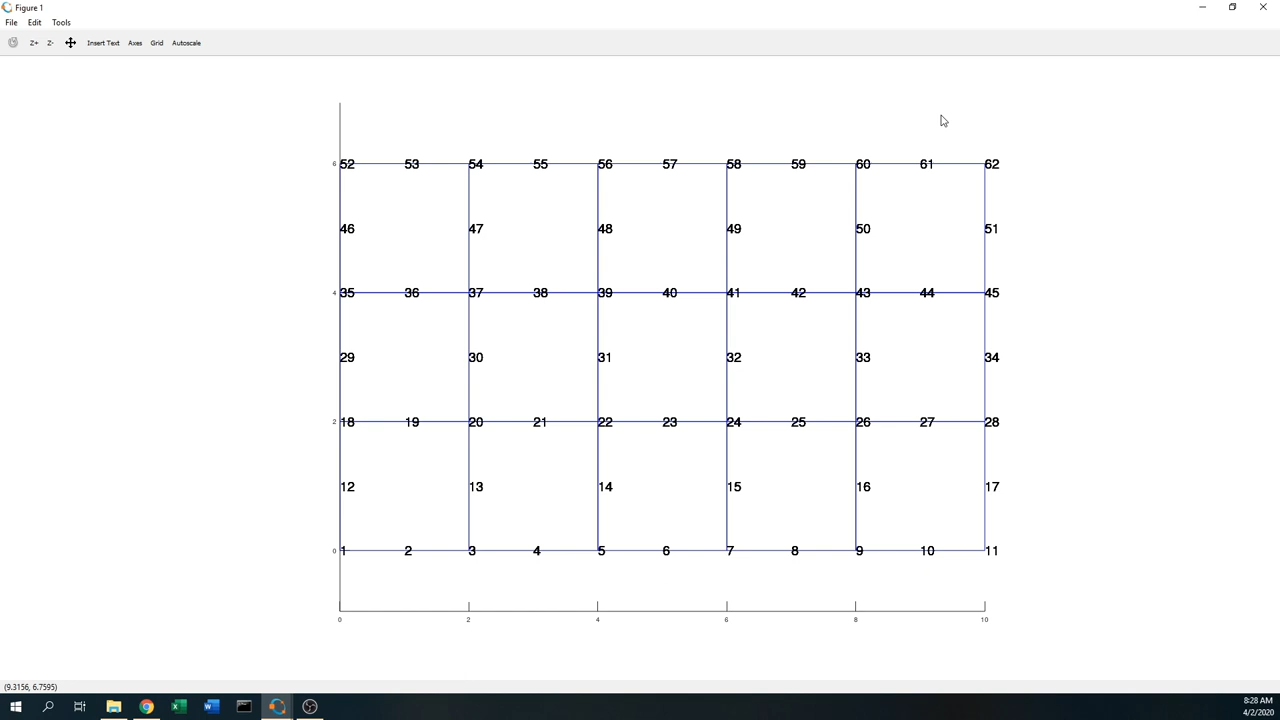 Figure 1
File Edit Tools
Z+ Z- Insert Text Axes Grid Autoscale
6 52 53 54 55 56 57 58 59 60 61 62
46 47 48 49 50 51
4 35 36 37 38 39 40 41 42 43 44 45
29 30 31 32 33 34
2 18 19 20 21 22 23 24 25 26 27 28
12 13 14 15 16 17
0 1 2 3 4 5 6 7 8 9 10 11
0 2 4 6 8 10
(9.3156, 6.7595)
8:28 AM
4/2/2020